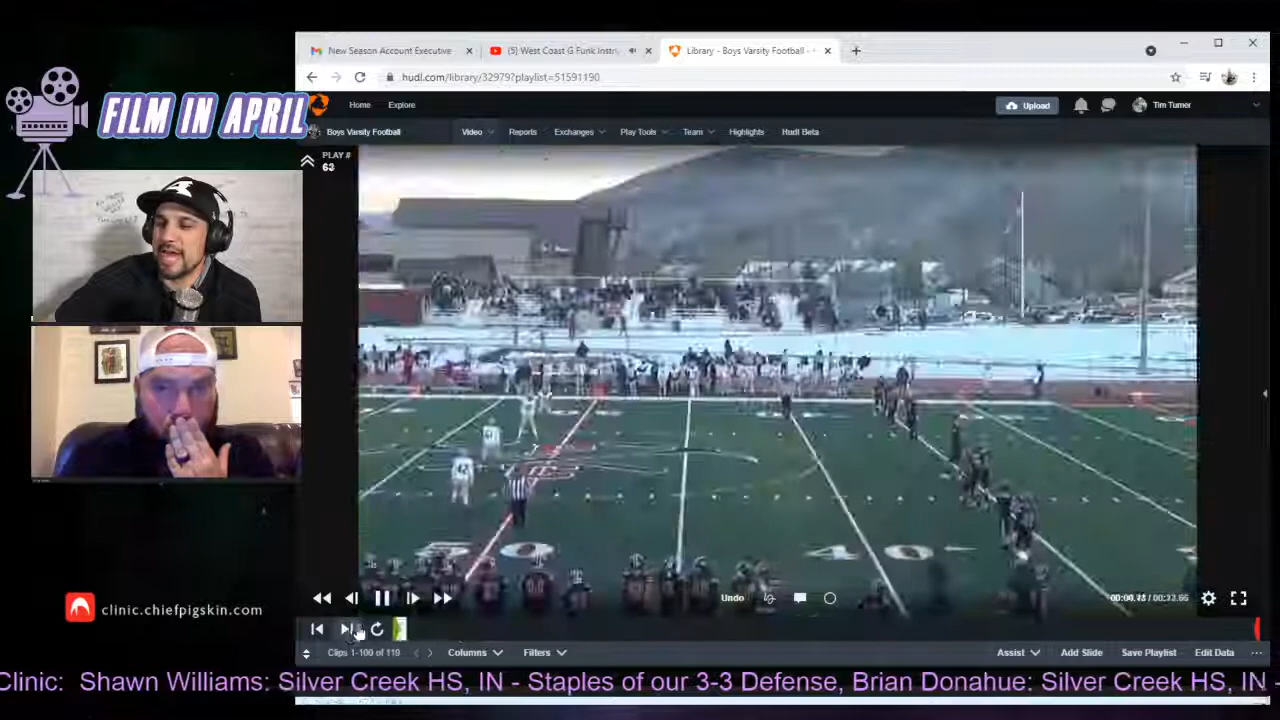 FILM IN APRIL
New Season Account Executive
(5) West Coast G Funk Instru
Library - Boys Varsity Football -
hudl.com/library/32979?playlist=51591190
Home Explore
Upload
Tim Turner
Boys Varsity Football
Video Reports Exchanges Play Tools Team Highlights Hudl Beta
PLAY #
63
42
50 40
Undo
Clips 1-100 of 119
Columns
Filters
Assist
Add Slide
Save Playlist
Edit Data
clinic.chiefpigskin.com
Clinic: Shawn Williams: Silver Creek HS, IN - Staples of our 3-3 Defense, Brian Donahue: Silver Creek HS, IN -